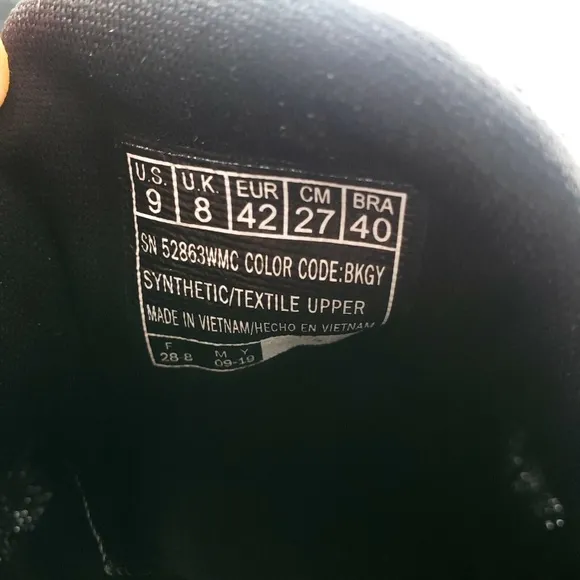 U.S. U.K. EUR CM BRA
9 8 42 27 40
SN 52863WMC COLOR CODE:BKGY
SYNTHETIC/TEXTILE UPPER
MADE IN VIETNAM/HECHO EN VIETNAM
F M Y
28-8 09-19